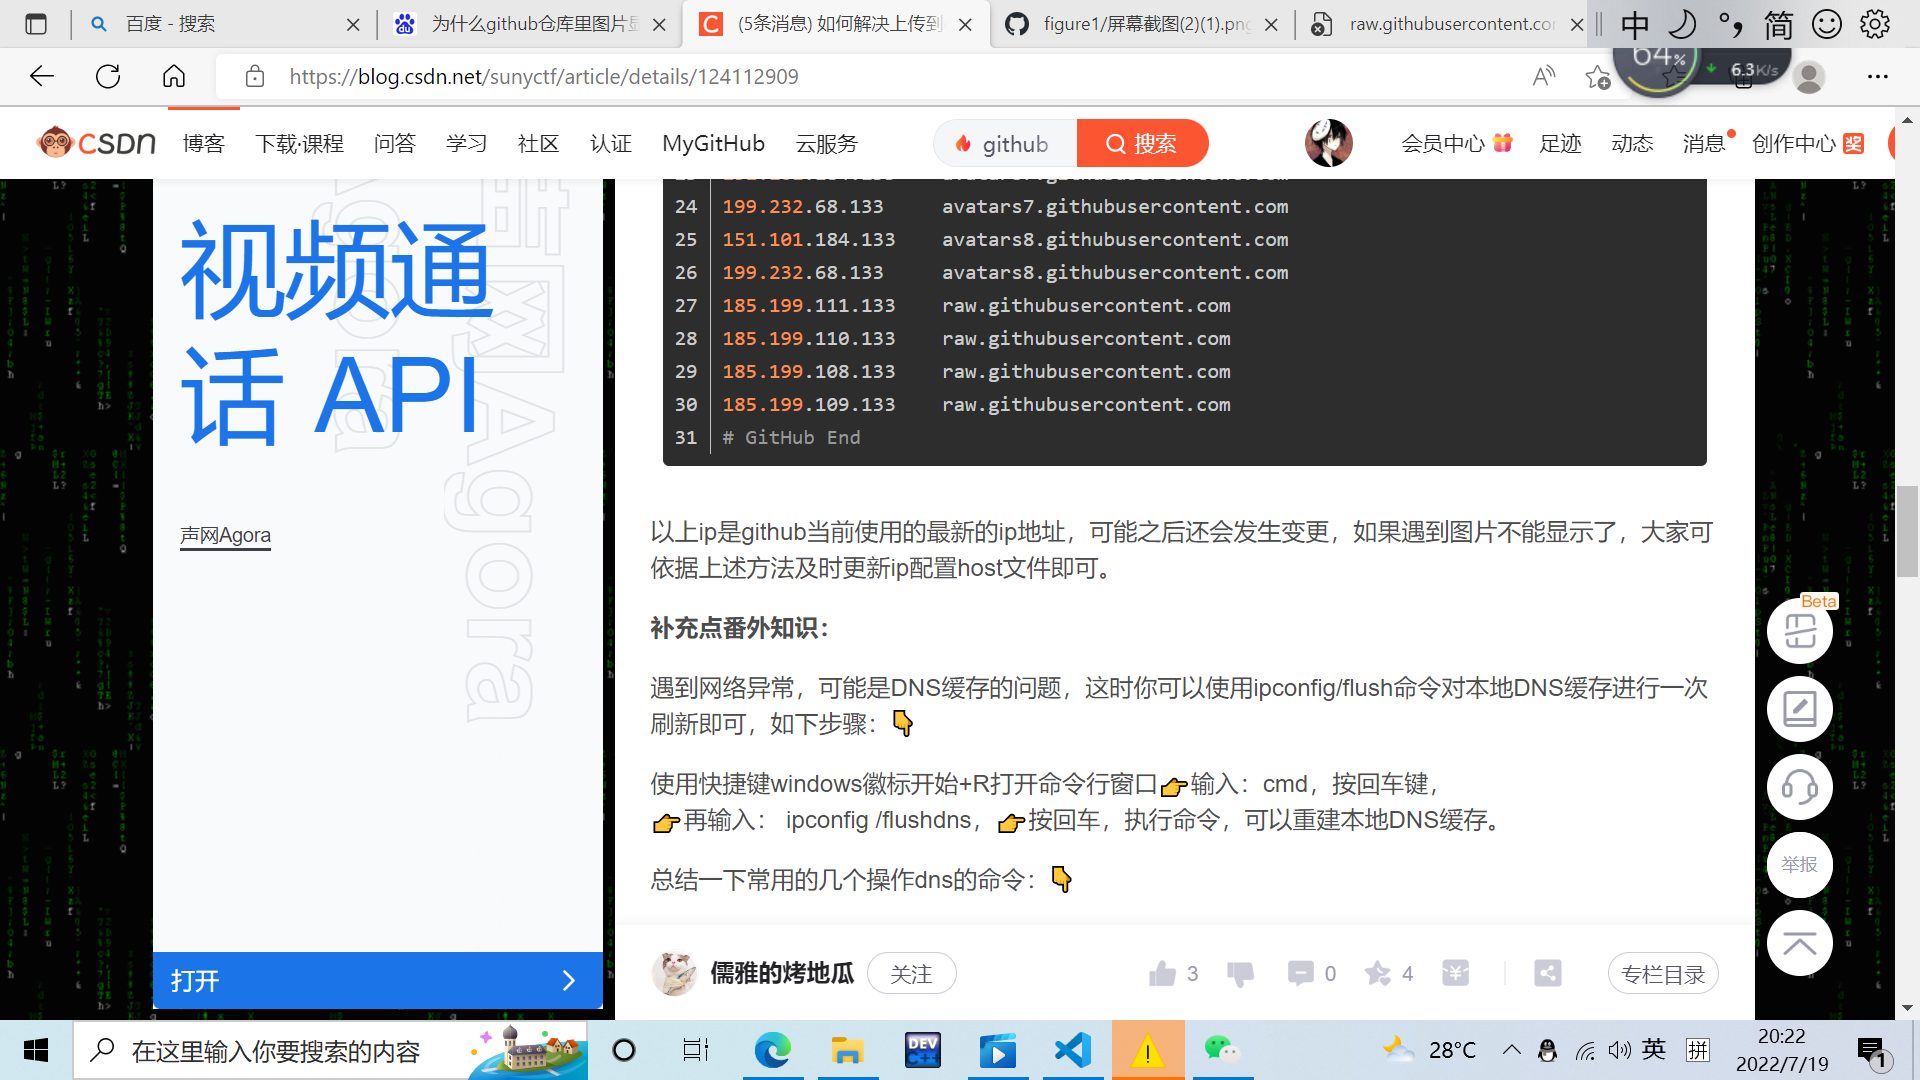 百度 - 搜索
为什么github仓库里图片显
(5条消息) 如何解决上传到
figure1/屏幕截图(2)(1).png
raw.githubusercontent.co
中 简
https://blog.csdn.net/sunyctf/article/details/124112909
64%
6.3K/s
CSDN 博客 下载·课程 问答 学习 社区 认证 MyGitHub 云服务 github 搜索 会员中心 足迹 动态 消息 创作中心 奖
视频通
话 API
声网Agora
Agora
声网Agora
打开
24 199.232.68.133 avatars7.githubusercontent.com
25 151.101.184.133 avatars8.githubusercontent.com
26 199.232.68.133 avatars8.githubusercontent.com
27 185.199.111.133 raw.githubusercontent.com
28 185.199.110.133 raw.githubusercontent.com
29 185.199.108.133 raw.githubusercontent.com
30 185.199.109.133 raw.githubusercontent.com
31 # GitHub End
以上ip是github当前使用的最新的ip地址，可能之后还会发生变更，如果遇到图片不能显示了，大家可
依据上述方法及时更新ip配置host文件即可。
补充点番外知识：
遇到网络异常，可能是DNS缓存的问题，这时你可以使用ipconfig/flush命令对本地DNS缓存进行一次
刷新即可，如下步骤：👇
使用快捷键windows徽标开始+R打开命令行窗口👉输入：cmd，按回车键，
👉再输入： ipconfig /flushdns，👉按回车，执行命令，可以重建本地DNS缓存。
总结一下常用的几个操作dns的命令：👇
Beta
举报
儒雅的烤地瓜 关注 3 0 4 专栏目录
在这里输入你要搜索的内容
DEV
C++
28°C
英
拼
20:22
2022/7/19
1